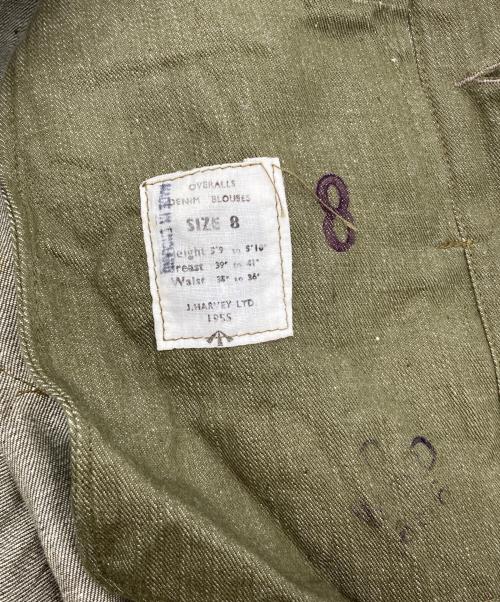 OVERALLS
DENIM BLOUSES
SIZE 8
Height 5'9 to 5'10"
Breast 39" to 41"
Waist 35" to 36"
J.HARVEY LTD.
1955
8